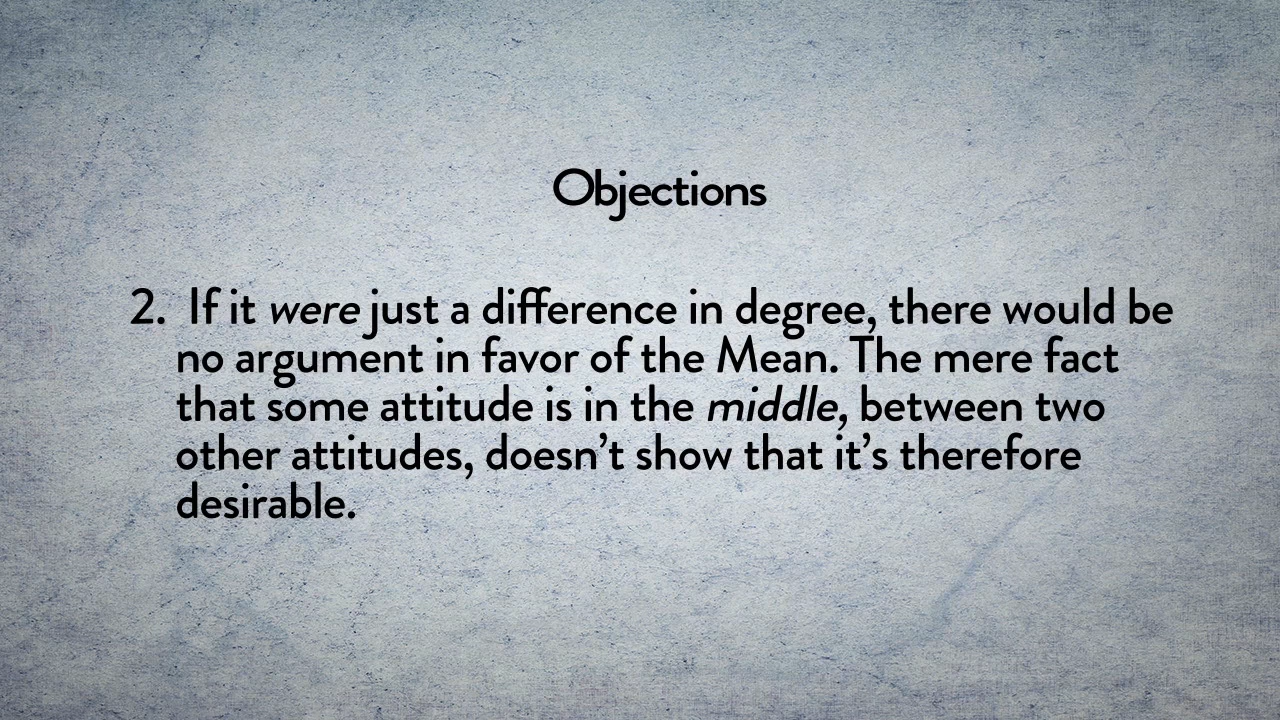 Objections
2. If it were just a difference in degree, there would be
no argument in favor of the Mean. The mere fact
that some attitude is in the middle, between two
other attitudes, doesn’t show that it’s therefore
desirable.